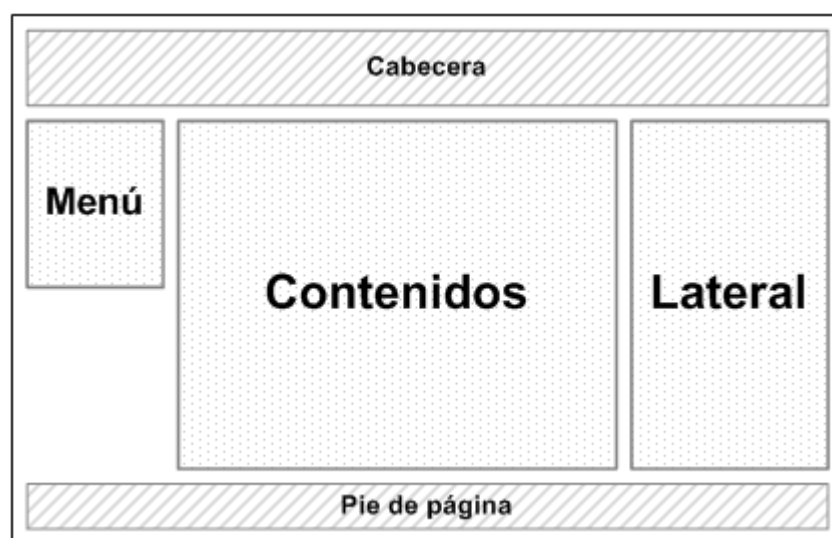 Cabecera
Menú
Contenidos
Lateral
Pie de página